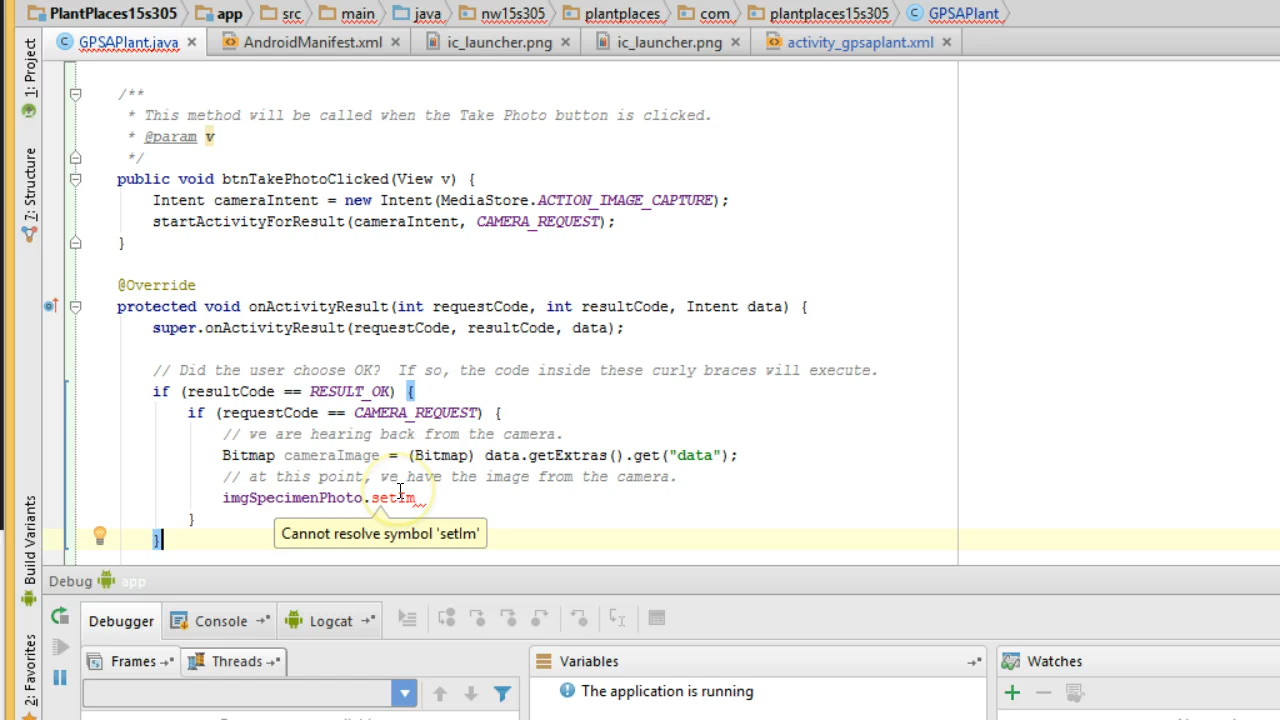 PlantPlaces15s305 app src main java nw15s305 plantplaces com plantplaces15s305 GPSAPlant
GPSAPlant.java AndroidManifest.xml ic_launcher.png ic_launcher.png activity_gpsaplant.xml
1: Project
7: Structure
Build Variants
2: Favorites
/**
* This method will be called when the Take Photo button is clicked.
* @param v
*/
public void btnTakePhotoClicked(View v) {
Intent cameraIntent = new Intent(MediaStore.ACTION_IMAGE_CAPTURE);
startActivityForResult(cameraIntent, CAMERA_REQUEST);
}
@Override
protected void onActivityResult(int requestCode, int resultCode, Intent data) {
super.onActivityResult(requestCode, resultCode, data);
// Did the user choose OK?  If so, the code inside these curly braces will execute.
if (resultCode == RESULT_OK) {
if (requestCode == CAMERA_REQUEST) {
// we are hearing back from the camera.
Bitmap cameraImage = (Bitmap) data.getExtras().get("data");
// at this point, we have the image from the camera.
imgSpecimenPhoto.setIm
}
Cannot resolve symbol 'setIm'
}
Debug app
Debugger Console Logcat
Frames Threads Variables Watches
The application is running